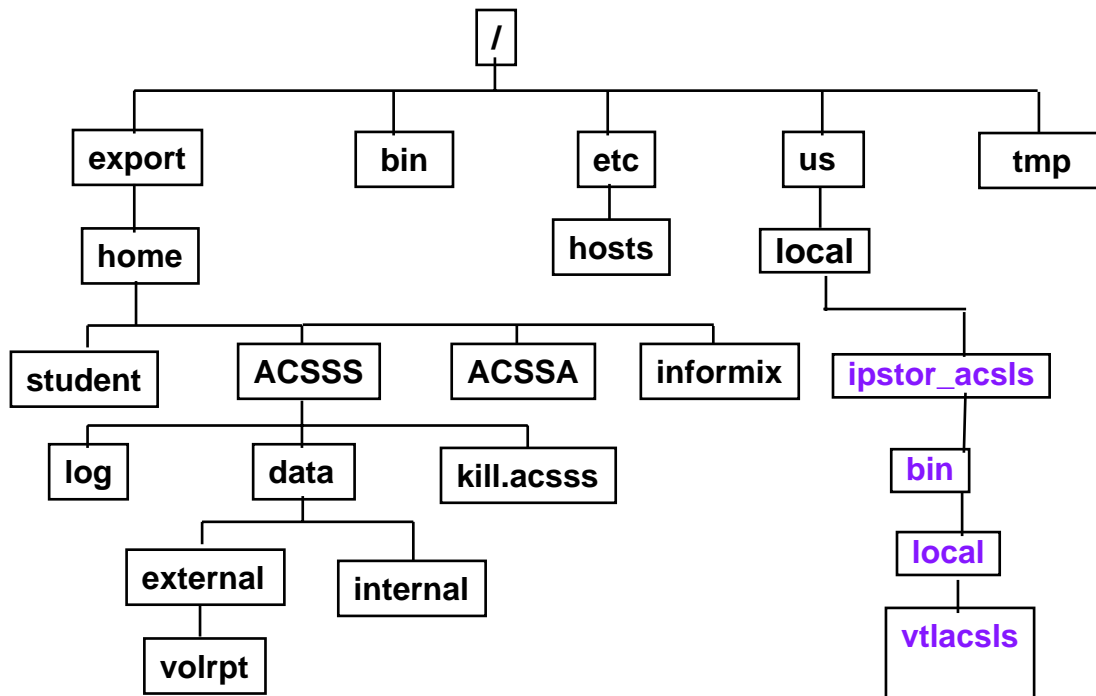 /
export
bin
etc
us
tmp
home
hosts
local
student
ACSSS
ACSSA
informix
ipstor_acsls
log
data
kill.acsss
bin
local
external
internal
vtlacsls
volrpt